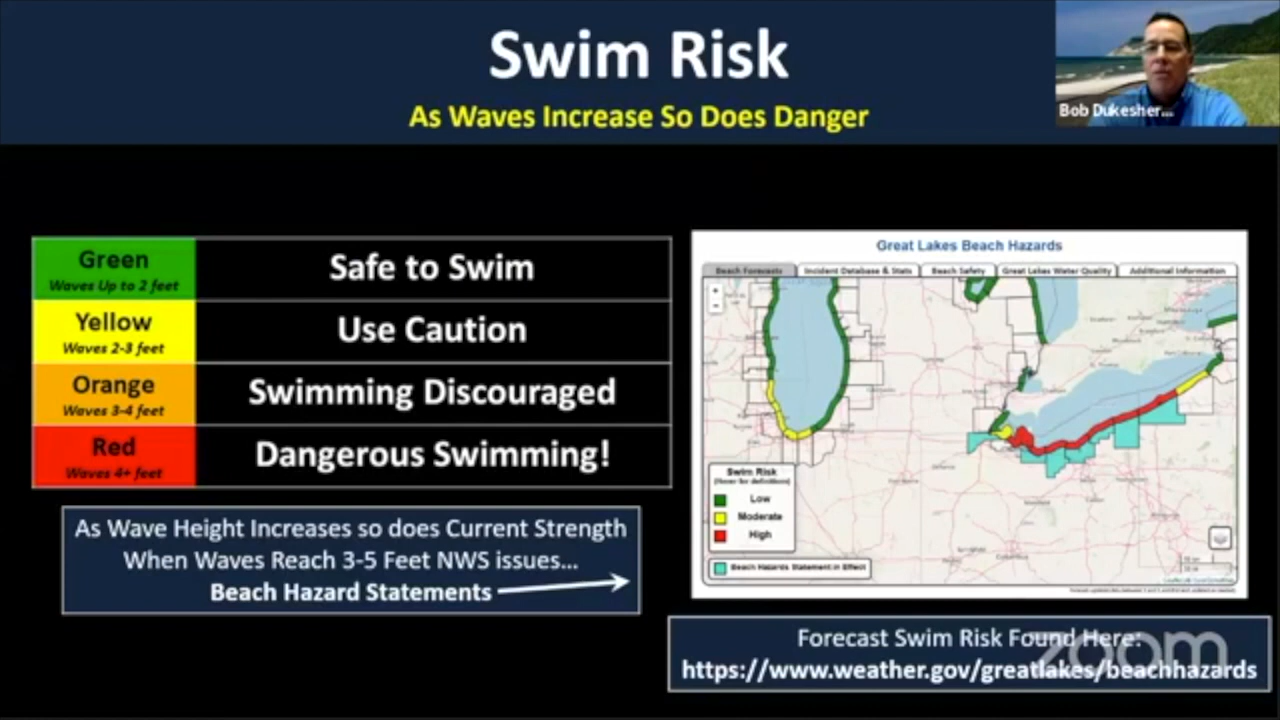 Swim Risk
As Waves Increase So Does Danger
Bob Dukesher...
Green
Waves Up to 2 feet
Safe to Swim
Yellow
Waves 2-3 feet
Use Caution
Orange
Waves 3-4 feet
Swimming Discouraged
Red
Waves 4+ feet
Dangerous Swimming!
As Wave Height Increases so does Current Strength
When Waves Reach 3-5 Feet NWS issues...
Beach Hazard Statements
Great Lakes Beach Hazards
Beach Forecasts
Incident Database & Stats
Beach Safety
Great Lakes Water Quality
Additional Information
Swim Risk
(Hover for definitions)
Low
Moderate
High
Beach Hazards Statement in Effect
Forecast Swim Risk Found Here:
https://www.weather.gov/greatlakes/beachhazards
zoom